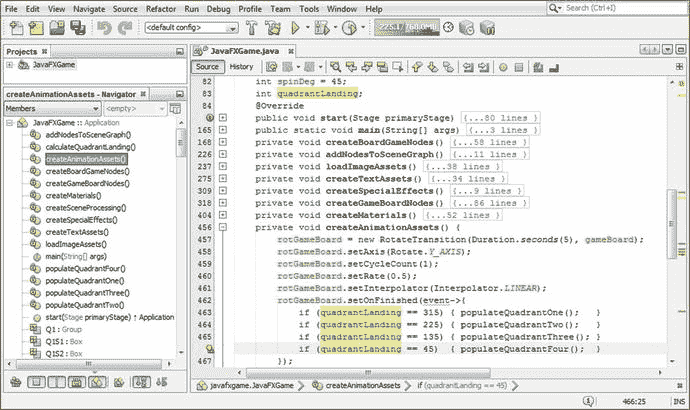 File Edit View Navigate Source Refactor Run Debug Profile Team Tools Window Help
Search (Ctrl+I)
<default config>
Projects
JavaFXGame
createAnimationAssets() - Navigator
Members
<empty>
JavaFXGame :: Application
addNodesToSceneGraph()
calculateQuadrantLanding()
createAnimationAssets()
createBoardGameNodes()
createGameBoardNodes()
createMaterials()
createSceneProcessing()
createSpecialEffects()
createTextAssets()
loadImageAssets()
main(String[] args)
populateQuadrantFour()
populateQuadrantOne()
populateQuadrantThree()
populateQuadrantTwo()
start(Stage primaryStage) ↑ Application
Q1 : Group
Q1S1 : Box
Q1S2 : Box
JavaFXGame.java
Source History
82 int spinDeg = 45;
83 int quadrantLanding;
84 @Override
public void start(Stage primaryStage) {...80 lines }
165 public static void main(String[] args) {...3 lines }
168 private void createBoardGameNodes() {...58 lines }
226 private void addNodesToSceneGraph() {...11 lines }
237 private void loadImageAssets() {...38 lines }
275 private void createTextAssets() {...34 lines }
309 private void createSpecialEffects() {...9 lines }
318 private void createGameBoardNodes() {...86 lines }
404 private void createMaterials() {...52 lines }
456 private void createAnimationAssets() {
457 rotGameBoard = new RotateTransition(Duration.seconds(5), gameBoard);
458 rotGameBoard.setAxis(Rotate.Y_AXIS);
459 rotGameBoard.setCycleCount(1);
460 rotGameBoard.setRate(0.5);
461 rotGameBoard.setInterpolator(Interpolator.LINEAR);
462 rotGameBoard.setOnFinished(event->{
463 if (quadrantLanding == 315) { populateQuadrantOne(); }
464 if (quadrantLanding == 225) { populateQuadrantTwo(); }
465 if (quadrantLanding == 135) { populateQuadrantThree(); }
if (quadrantLanding == 45) { populateQuadrantFour(); }
467 });
javafxgame.JavaFXGame createAnimationAssets if (quadrantLanding == 45)
466:25 INS